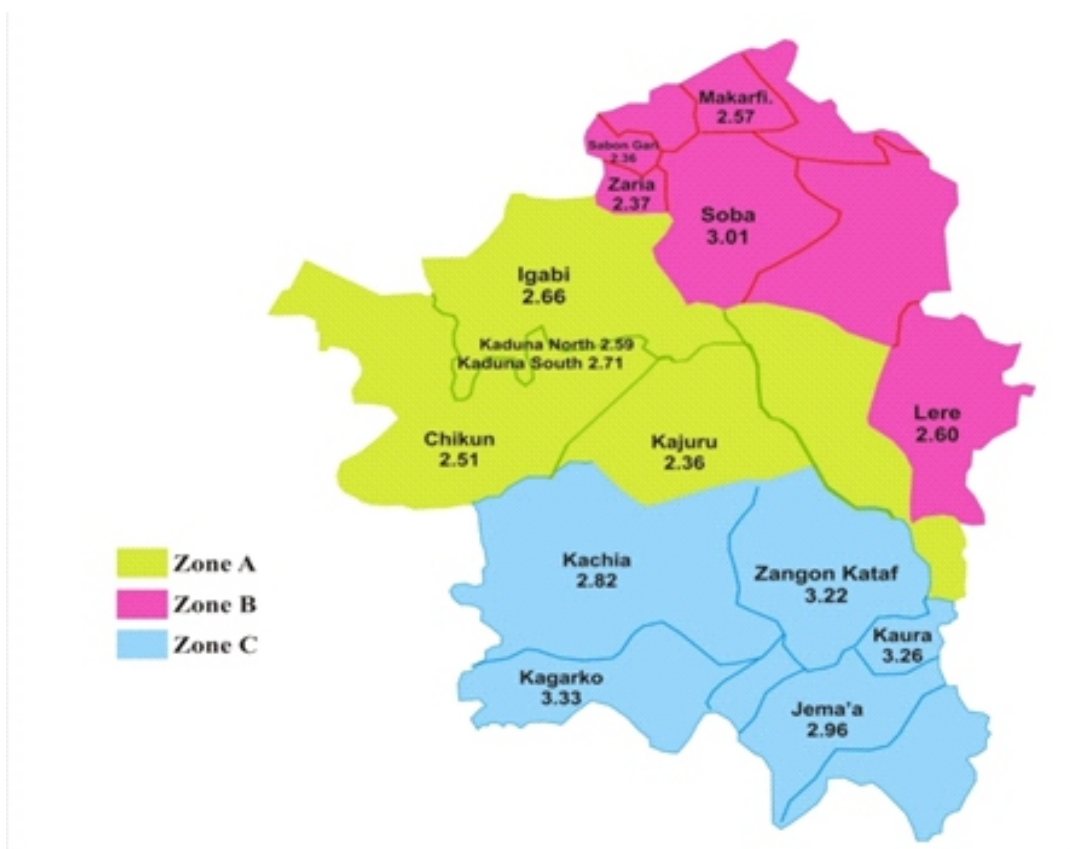 Makarfi.
2.57
Sabon Gari
2.36
Zaria
2.37
Soba
3.01
Igabi
2.66
Kaduna North 2.59
Kaduna South 2.71
Lere
2.60
Chikun
2.51
Kajuru
2.36
Kachia
2.82
Zangon Kataf
3.22
Kaura
3.26
Kagarko
3.33
Jema'a
2.96
Zone A
Zone B
Zone C